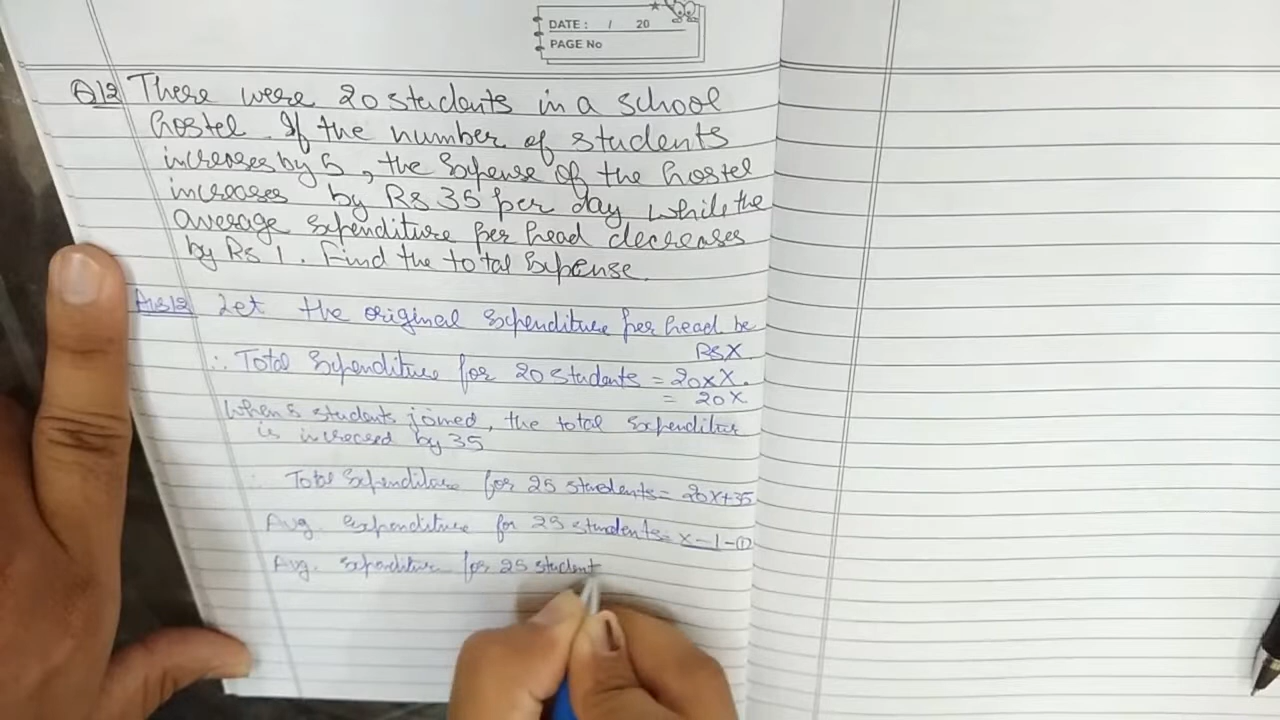 DATE : / 20
PAGE No
Q12 There were 20 students in a school
hostel. If the number of students
increases by 5, the Expense of the hostel
increases by Rs 35 per day while the
average Expenditure per head decreases
by Rs 1. Find the total Expense.
Ans12 Let the original Expenditure per head be
Rs X.
∴ Total Expenditure for 20 students = 20xX.
= 20X
When 5 students joined, the total Expenditure
is increased by 35
Total Expenditure for 25 students = 20X+35
Avg. Expenditure for 25 students = X-1-①
Avg. Expenditure for 25 student